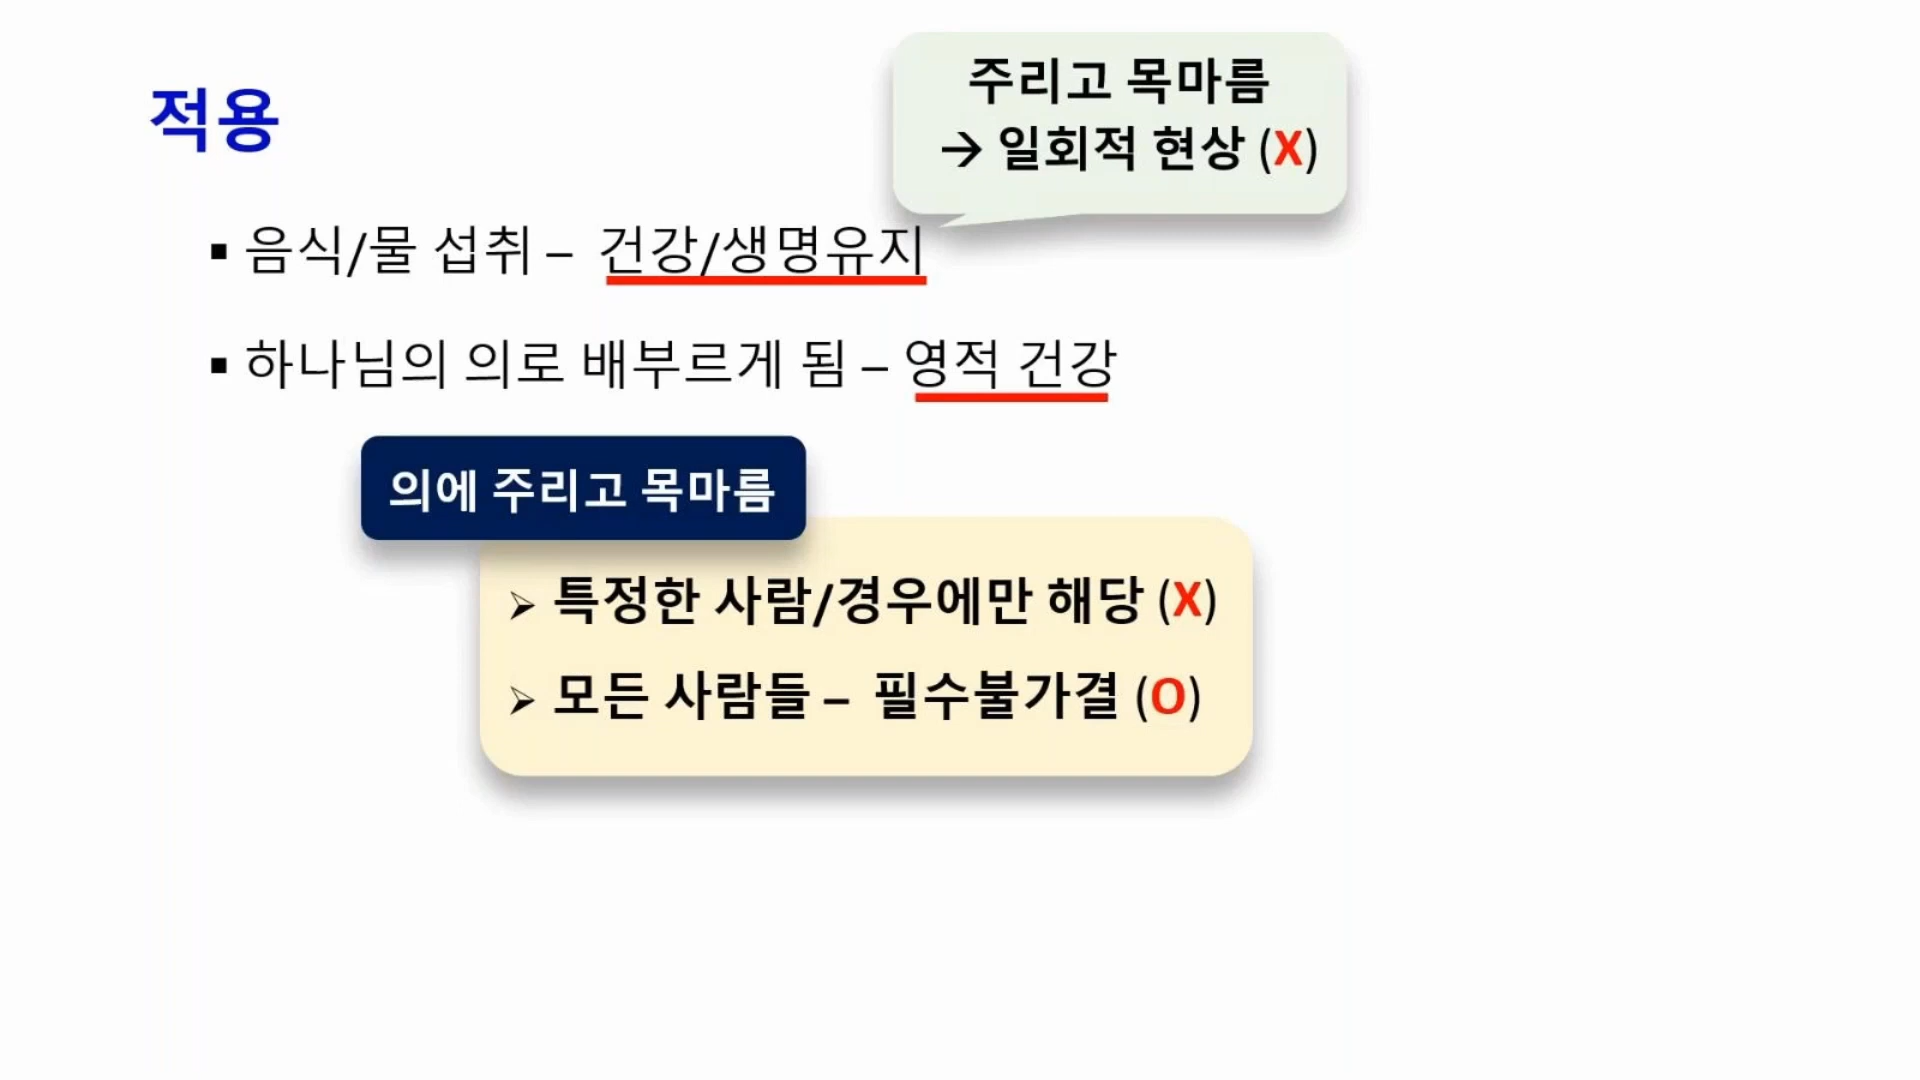 적용
주리고 목마름
→ 일회적 현상 (X)
▪ 음식/물 섭취 – 건강/생명유지
▪ 하나님의 의로 배부르게 됨 – 영적 건강
의에 주리고 목마름
➢ 특정한 사람/경우에만 해당 (X)
➢ 모든 사람들 – 필수불가결 (O)